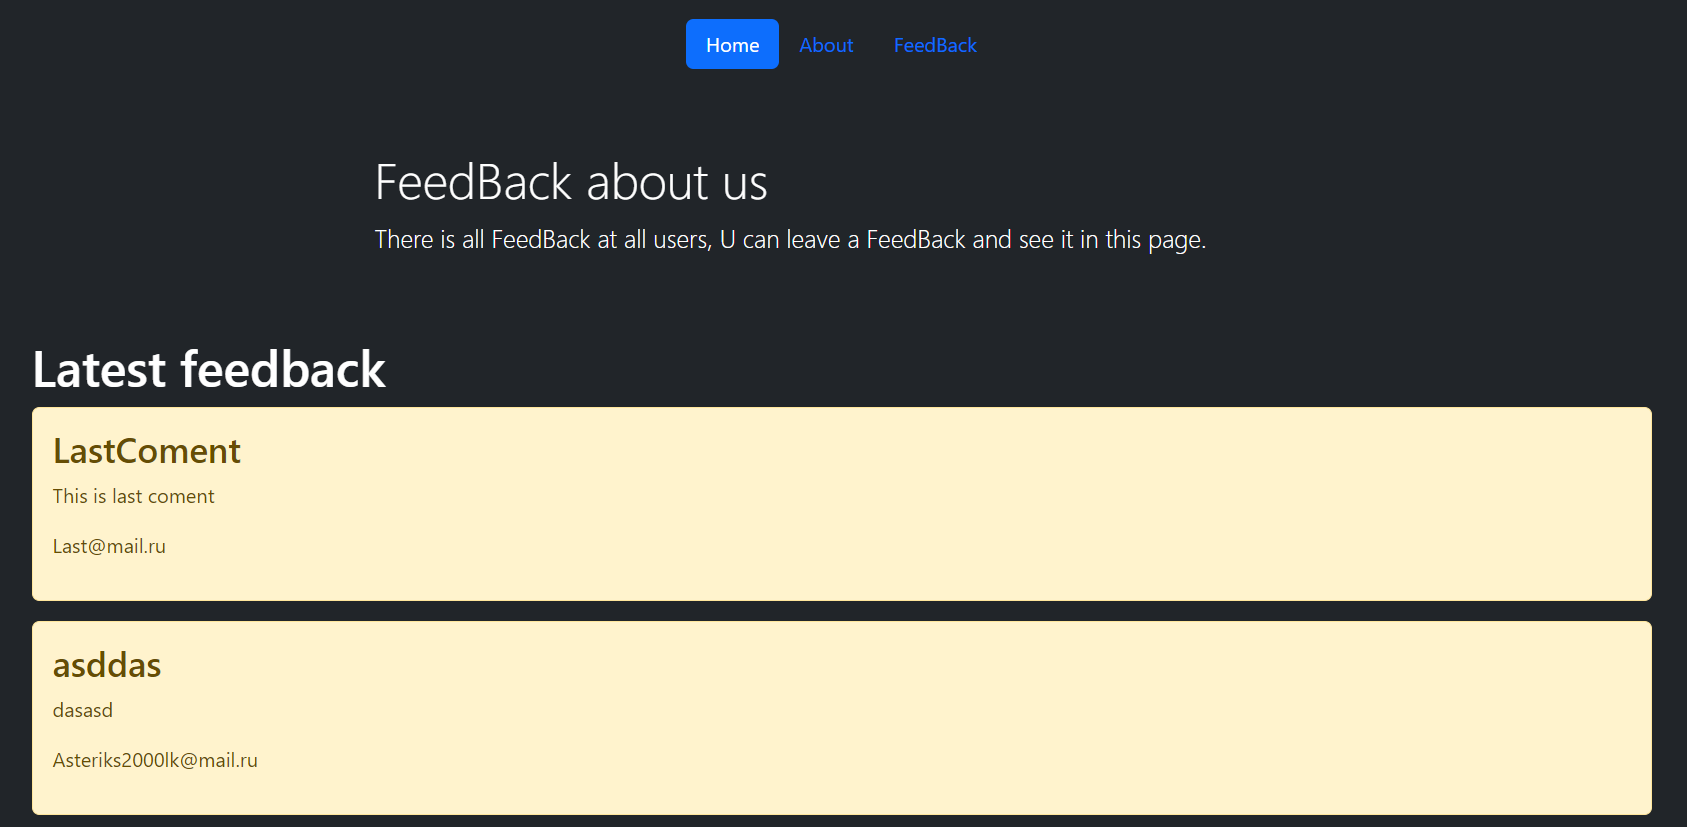 Home About FeedBack
FeedBack about us
There is all FeedBack at all users, U can leave a FeedBack and see it in this page.
Latest feedback
LastComent
This is last coment
Last@mail.ru
asddas
dasasd
Asteriks2000lk@mail.ru